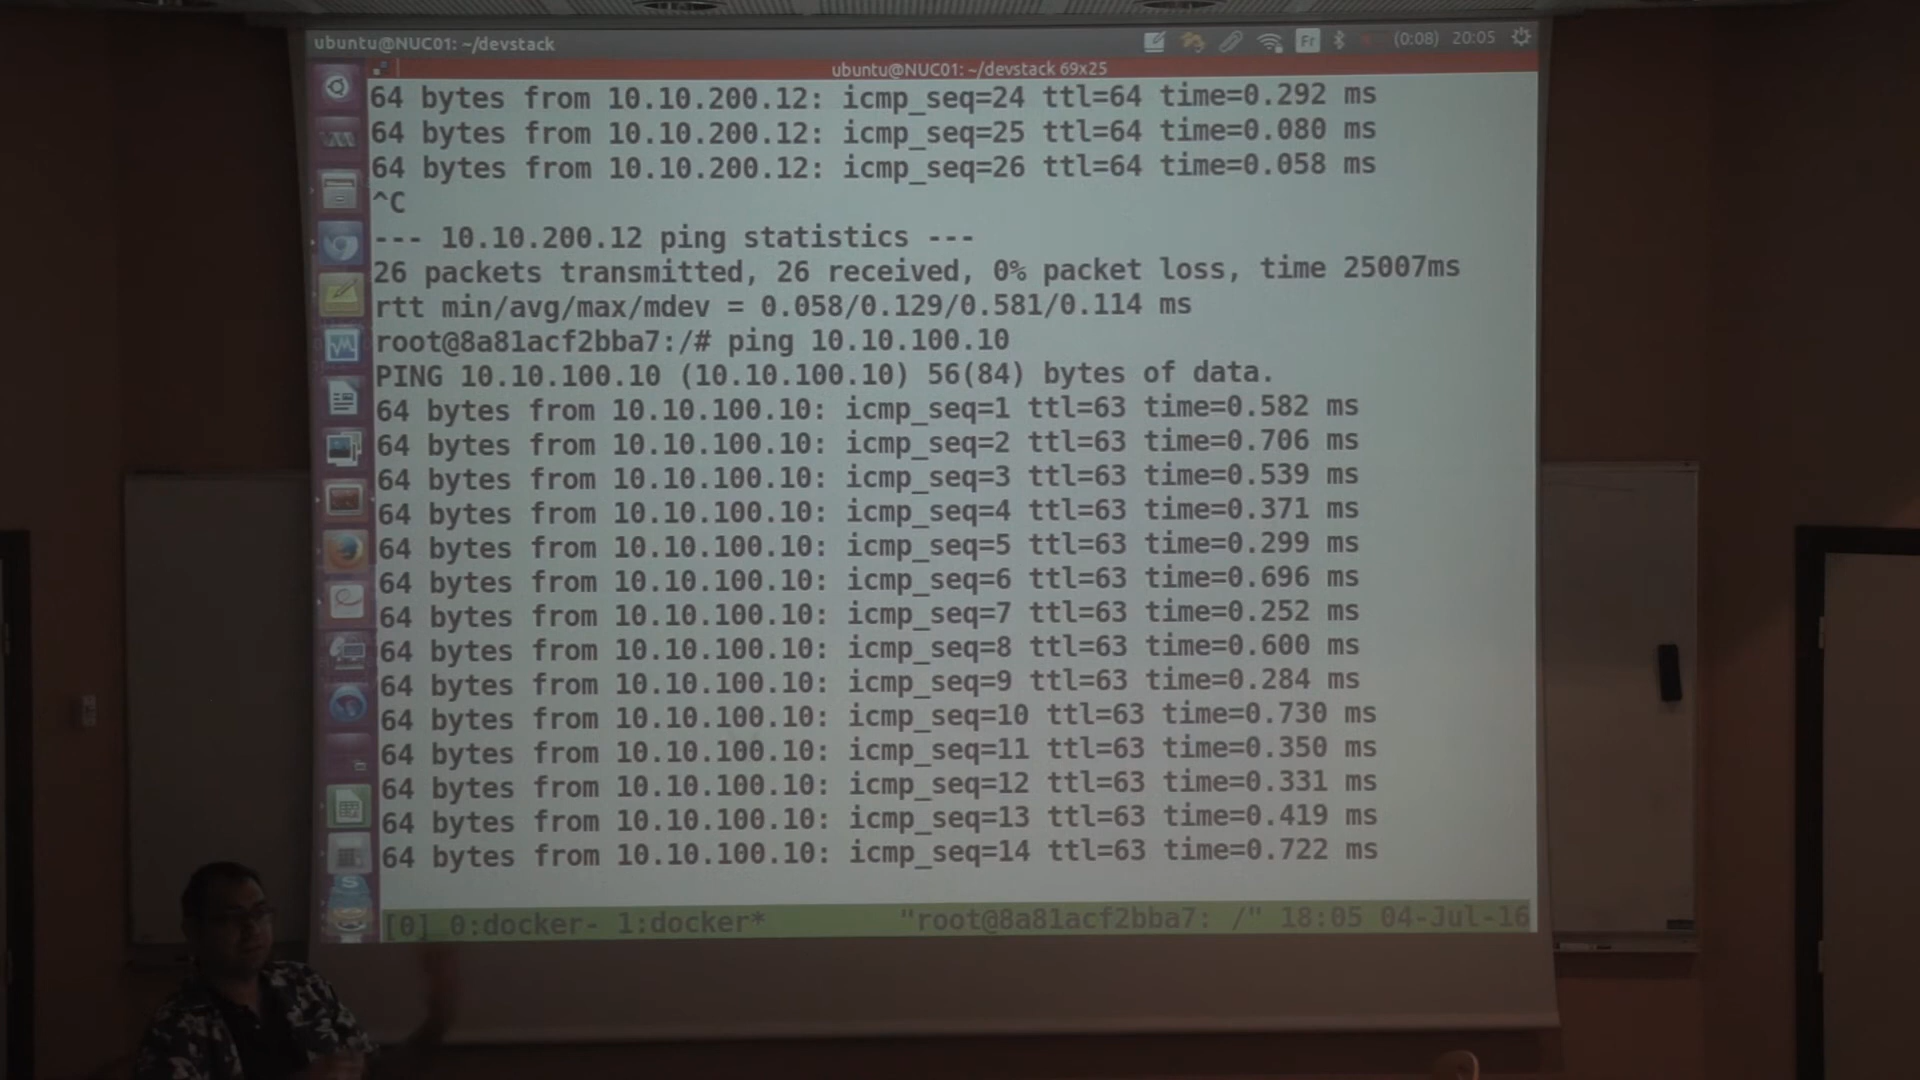 ubuntu@NUC01: ~/devstack
Fr (0:08) 20:05
ubuntu@NUC01: ~/devstack 69x25
64 bytes from 10.10.200.12: icmp_seq=24 ttl=64 time=0.292 ms
64 bytes from 10.10.200.12: icmp_seq=25 ttl=64 time=0.080 ms
64 bytes from 10.10.200.12: icmp_seq=26 ttl=64 time=0.058 ms
^C
--- 10.10.200.12 ping statistics ---
26 packets transmitted, 26 received, 0% packet loss, time 25007ms
rtt min/avg/max/mdev = 0.058/0.129/0.581/0.114 ms
root@8a81acf2bba7:/# ping 10.10.100.10
PING 10.10.100.10 (10.10.100.10) 56(84) bytes of data.
64 bytes from 10.10.100.10: icmp_seq=1 ttl=63 time=0.582 ms
64 bytes from 10.10.100.10: icmp_seq=2 ttl=63 time=0.706 ms
64 bytes from 10.10.100.10: icmp_seq=3 ttl=63 time=0.539 ms
64 bytes from 10.10.100.10: icmp_seq=4 ttl=63 time=0.371 ms
64 bytes from 10.10.100.10: icmp_seq=5 ttl=63 time=0.299 ms
64 bytes from 10.10.100.10: icmp_seq=6 ttl=63 time=0.696 ms
64 bytes from 10.10.100.10: icmp_seq=7 ttl=63 time=0.252 ms
64 bytes from 10.10.100.10: icmp_seq=8 ttl=63 time=0.600 ms
64 bytes from 10.10.100.10: icmp_seq=9 ttl=63 time=0.284 ms
64 bytes from 10.10.100.10: icmp_seq=10 ttl=63 time=0.730 ms
64 bytes from 10.10.100.10: icmp_seq=11 ttl=63 time=0.350 ms
64 bytes from 10.10.100.10: icmp_seq=12 ttl=63 time=0.331 ms
64 bytes from 10.10.100.10: icmp_seq=13 ttl=63 time=0.419 ms
64 bytes from 10.10.100.10: icmp_seq=14 ttl=63 time=0.722 ms
[0] 0:docker- 1:docker* "root@8a81acf2bba7: /" 18:05 04-Jul-16